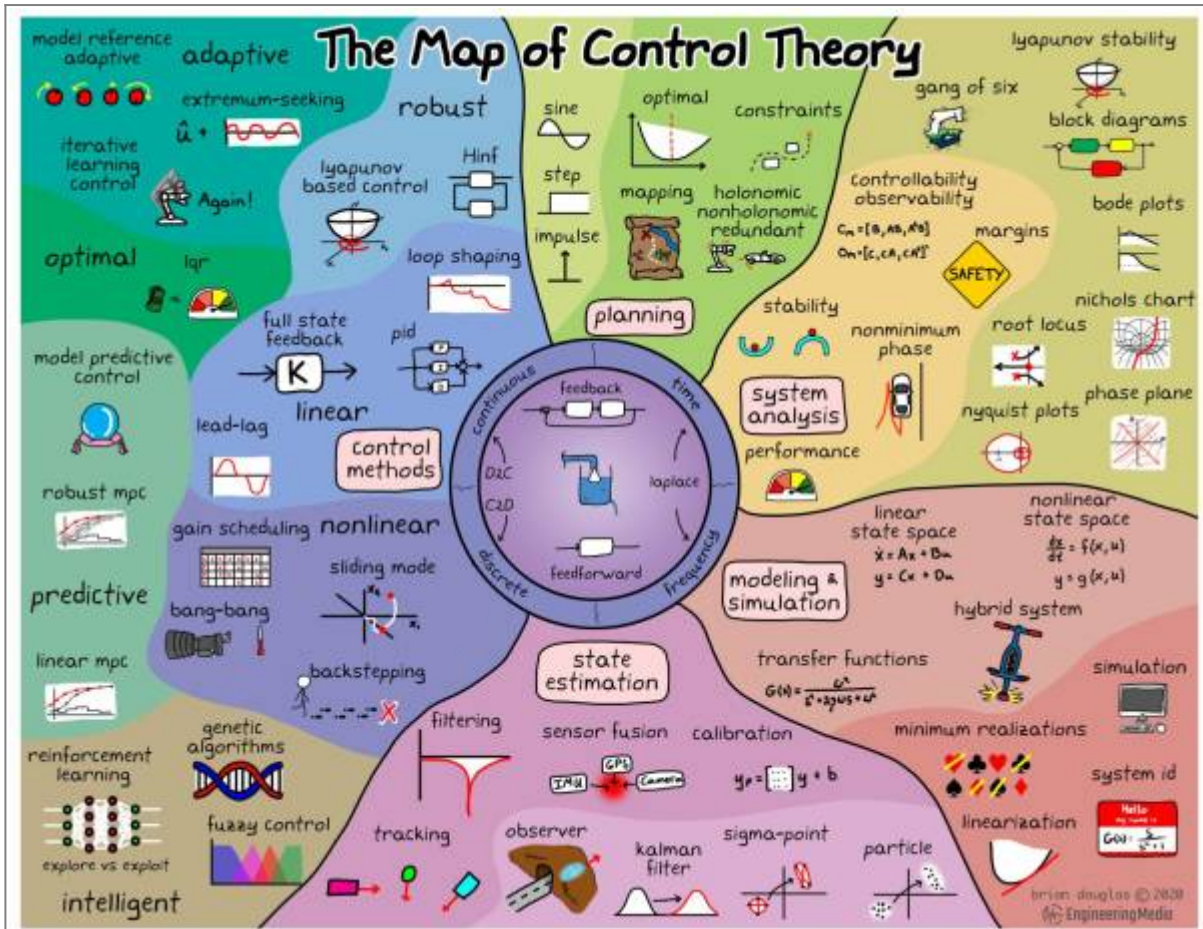 The Map of Control Theory
model reference
adaptive
adaptive
extremum-seeking
û +
iterative
learning
control
Again!
optimal
lqr
robust
lyapunov
based control
Hinf
loop shaping
full state
feedback
K
pid
linear
lead-lag
control
methods
model predictive
control
robust mpc
predictive
linear mpc
gain scheduling
nonlinear
sliding mode
bang-bang
backstepping
X
reinforcement
learning
explore vs exploit
genetic
algorithms
fuzzy control
intelligent
sine
step
impulse
optimal
constraints
mapping
holonomic
nonholonomic
redundant
planning
continuous
time
frequency
discrete
feedback
D2C
C2D
laplace
feedforward
lyapunov stability
gang of six
block diagrams
controllability
observability
margins
SAFETY
bode plots
nichols chart
stability
nonminimum
phase
root locus
system
analysis
nyquist plots
phase plane
performance
linear
state space
ẋ = Ax + Bu
y = Cx + Du
nonlinear
state space
dx/dt = f(x, u)
y = g(x, u)
modeling &
simulation
hybrid system
transfer functions
simulation
minimum realizations
system id
Hello
my name is
linearization
state
estimation
filtering
sensor fusion
IMU
GPS
Camera
calibration
tracking
observer
kalman
filter
sigma-point
particle
brian douglas © 2020
EngineeringMedia